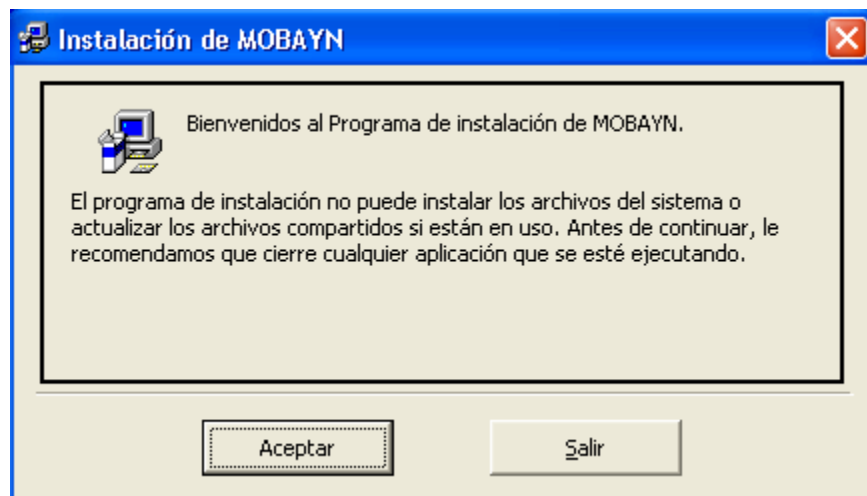 Instalación de MOBAYN
Bienvenidos al Programa de instalación de MOBAYN.
El programa de instalación no puede instalar los archivos del sistema o
actualizar los archivos compartidos si están en uso. Antes de continuar, le
recomendamos que cierre cualquier aplicación que se esté ejecutando.
Aceptar
Salir